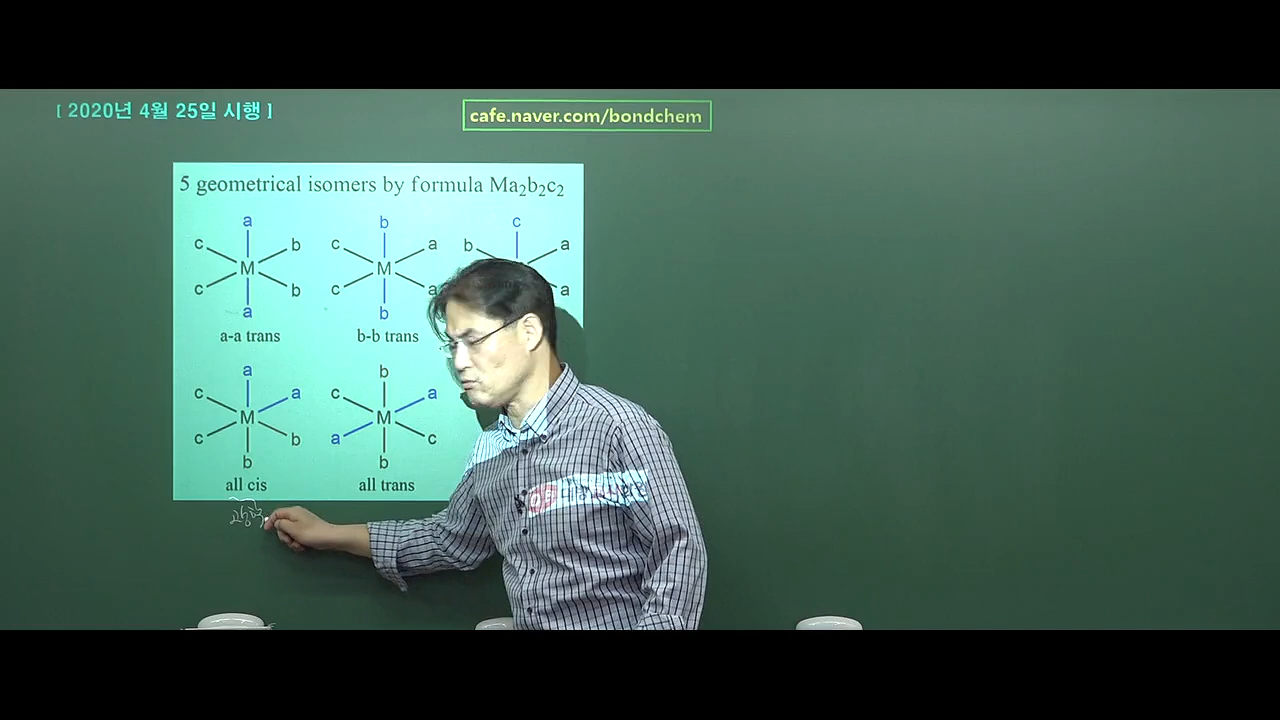 [ 2020년 4월 25일 시행 ]
cafe.naver.com/bondchem
5 geometrical isomers by formula Ma₂b₂c₂
a b c
c b c a b a
M M
c b c a a
a b
a-a trans b-b trans
a b
c a c a
M M
c b a c
b b
all cis all trans